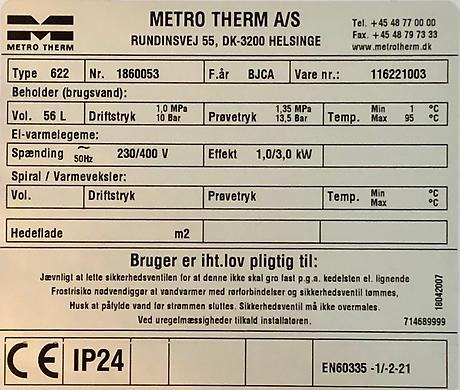 METRO THERM A/S
RUNDINSVEJ 55, DK-3200 HELSINGE
METRO THERM
Tel. +45 48 77 00 00
Fax. +45 48 79 73 33
www.metrotherm.dk
Type 622 Nr. 1860053 F.år BJCA Vare nr.: 116221003
Beholder (brugsvand):
Vol. 56 L Driftstryk 1,0 MPa 10 Bar Prøvetryk 1,35 MPa 13,5 Bar Temp. Min 1 °C Max 95 °C
El-varmelegeme:
Spænding ~ 50Hz 230/400 V Effekt 1,0/3,0 kW
Spiral / Varmeveksler:
Vol. Driftstryk Prøvetryk Temp. Min °C Max °C
Hedeflade m2
Bruger er iht.lov pligtig til:
Jævnligt at lette sikkerhedsventilen for at denne ikke skal gro fast p.g.a. kedelsten el. lignende
Frostrisiko nødvendiggør at vandvarmer med rørforbindelser og sikkerhedsventil tømmes,
Husk at påfylde vand før strømmen sluttes. Sikkerhedsventil må ikke overmales.
Ved uregelmæssigheder tilkald installatøren.
18042007
714689999
CE IP24 EN60335 -1/-2-21